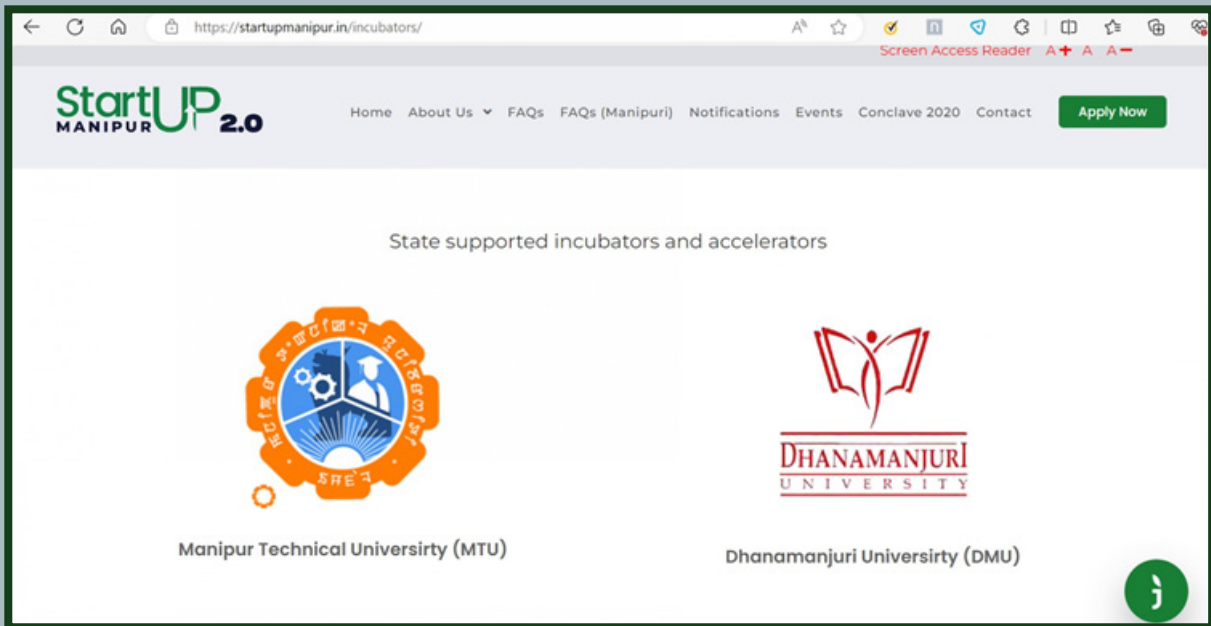 https://startupmanipur.in/incubators/
Screen Access Reader A+ A A-
StartUP
MANIPUR 2.0
Home About Us FAQs FAQs (Manipuri) Notifications Events Conclave 2020 Contact Apply Now
State supported incubators and accelerators
DHANAMANJURI
UNIVERSITY
Manipur Technical Universirty (MTU)
Dhanamanjuri Universirty (DMU)